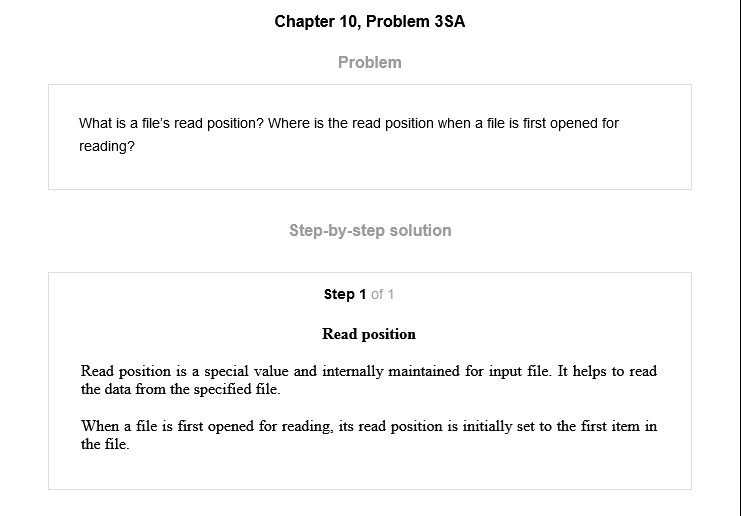 Chapter 10, Problem 3SA
Problem
What is a file's read position? Where is the read position when a file is first opened for
reading?
Step-by-step solution
Step 1 of 1
Read position
Read position is a special value and internally maintained for input file. It helps to read
the data from the specified file.
When a file is first opened for reading, its read position is initially set to the first item in
the file.